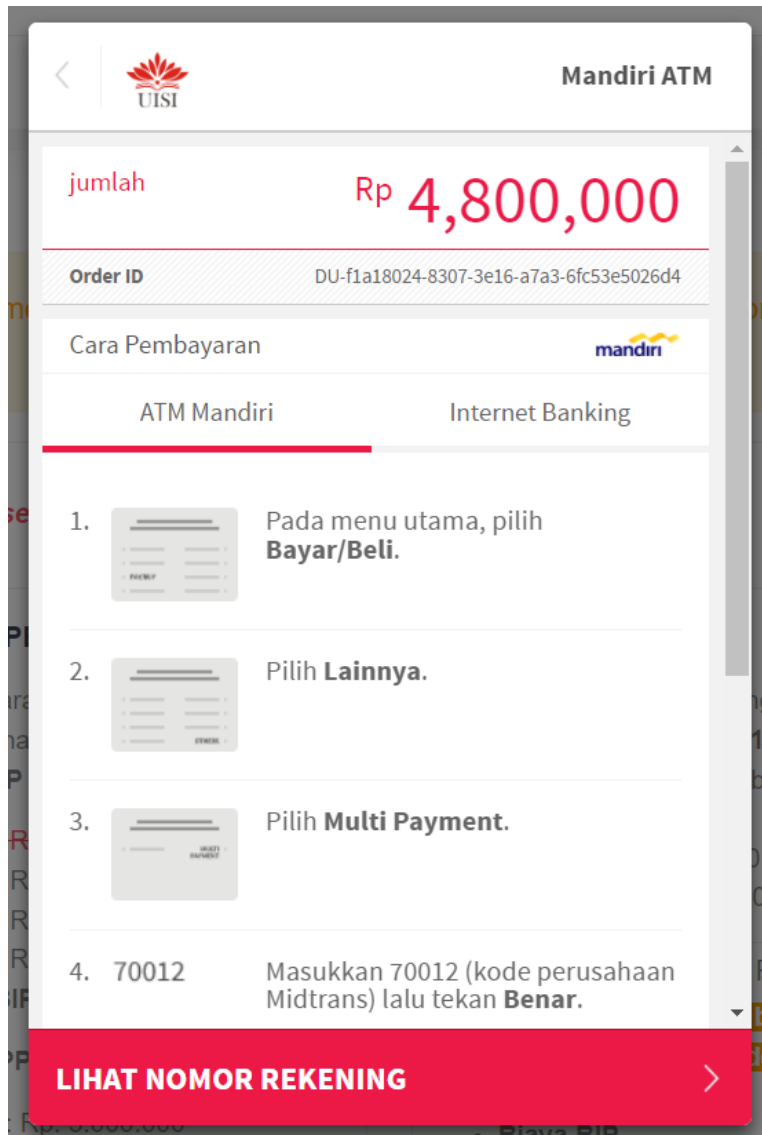 UISI
Mandiri ATM
jumlah
Rp 4,800,000
Order ID
DU-f1a18024-8307-3e16-a7a3-6fc53e5026d4
Cara Pembayaran
mandiri
ATM Mandiri
Internet Banking
1.
Pada menu utama, pilih
Bayar/Beli.
2.
Pilih Lainnya.
3.
MULTI
PAYMENT
Pilih Multi Payment.
4. 70012
Masukkan 70012 (kode perusahaan
Midtrans) lalu tekan Benar.
LIHAT NOMOR REKENING